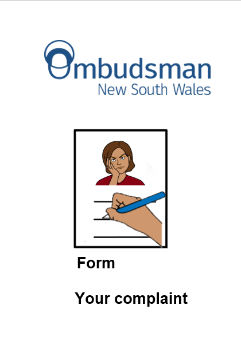 Ombudsman
New South Wales
Form
Your complaint